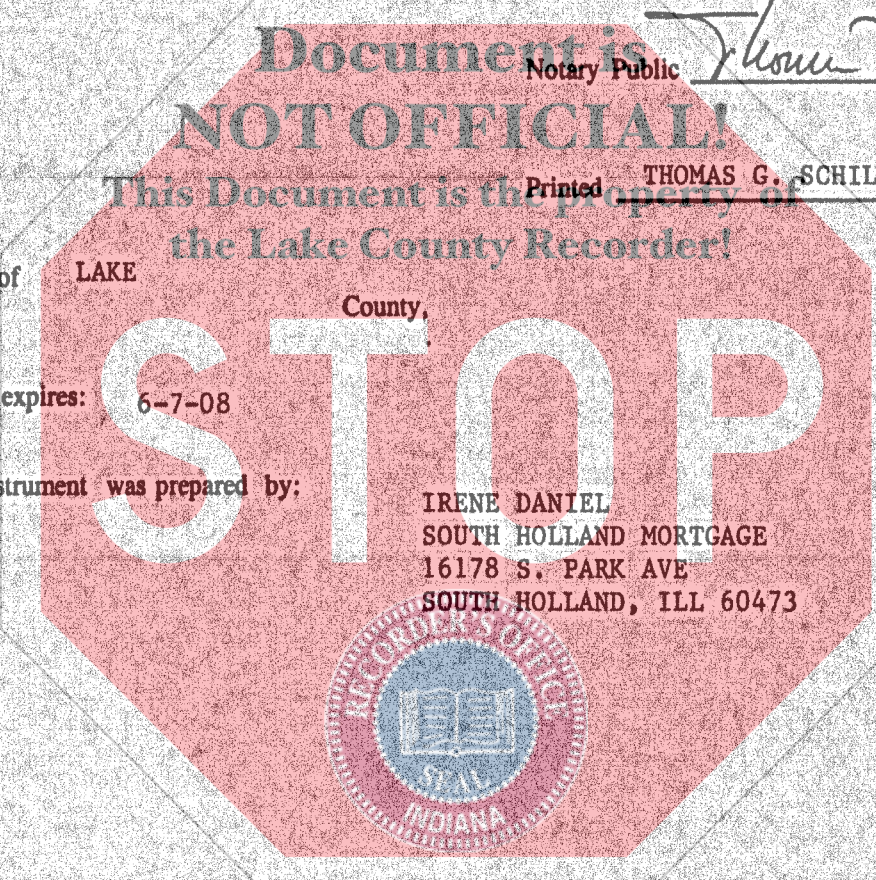 Document is
Notary Public
NOT OFFICIAL!
Printed THOMAS G. SCHIL
This Document is the property of
the Lake County Recorder!
of LAKE
County,
STOP
expires: 6-7-08
strument was prepared by:
IRENE DANIEL
SOUTH HOLLAND MORTGAGE
16178 S. PARK AVE
SOUTH HOLLAND, ILL 60473
RECORDER'S OFFICE
SEAL
INDIANA